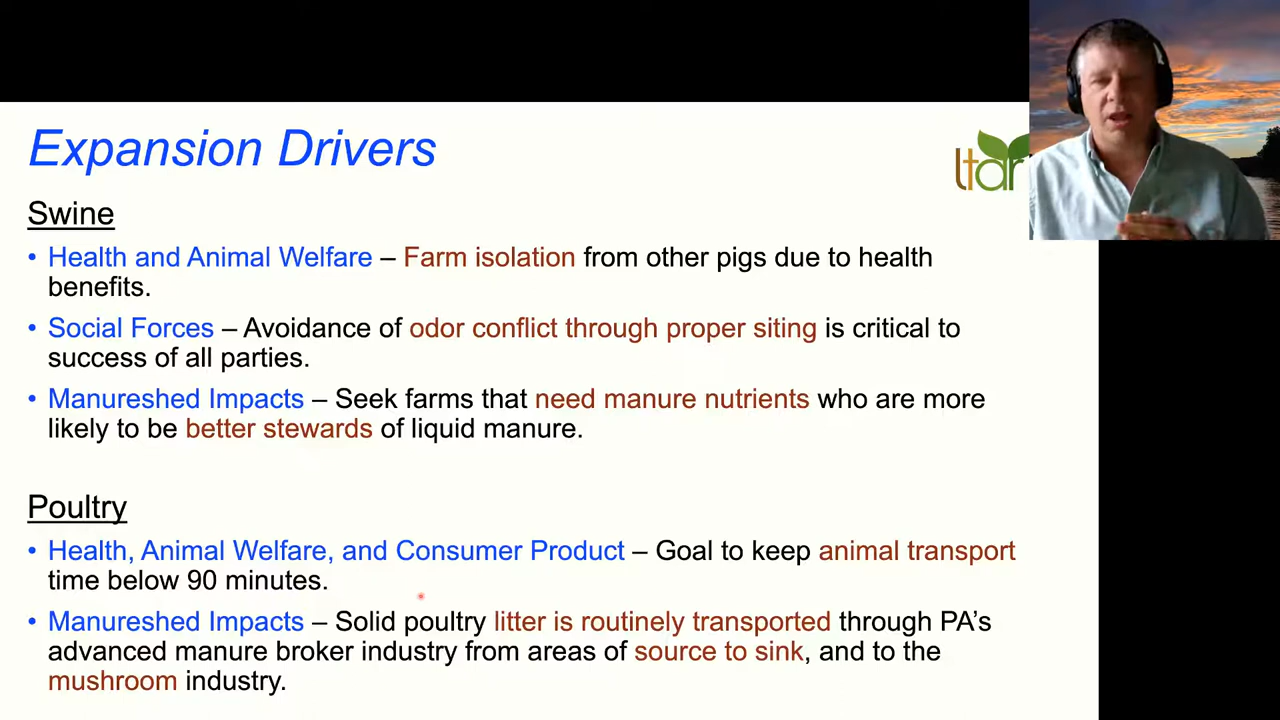 Expansion Drivers
ltar
Swine
• Health and Animal Welfare – Farm isolation from other pigs due to health
benefits.
• Social Forces – Avoidance of odor conflict through proper siting is critical to
success of all parties.
• Manureshed Impacts – Seek farms that need manure nutrients who are more
likely to be better stewards of liquid manure.
Poultry
• Health, Animal Welfare, and Consumer Product – Goal to keep animal transport
time below 90 minutes.
• Manureshed Impacts – Solid poultry litter is routinely transported through PA’s
advanced manure broker industry from areas of source to sink, and to the
mushroom industry.